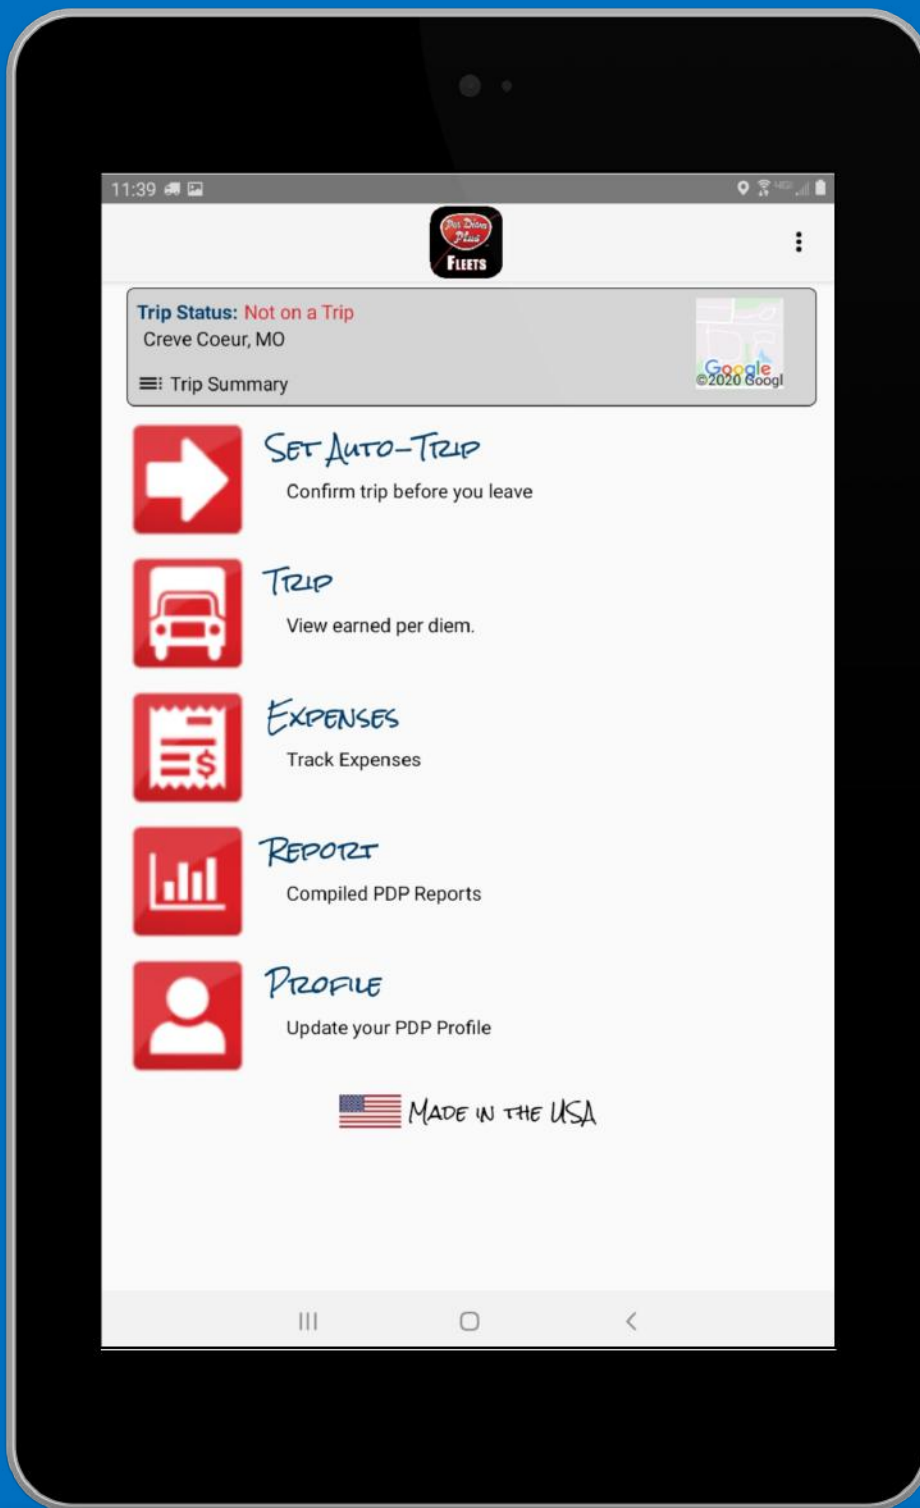 11:39
Per Diem
Plus
FLEETS
Trip Status: Not on a Trip
Creve Coeur, MO
Trip Summary
Google
©2020 Googl
SET AUTO-TRIP
Confirm trip before you leave
TRIP
View earned per diem.
EXPENSES
Track Expenses
$
REPORT
Compiled PDP Reports
PROFILE
Update your PDP Profile
MADE IN THE USA